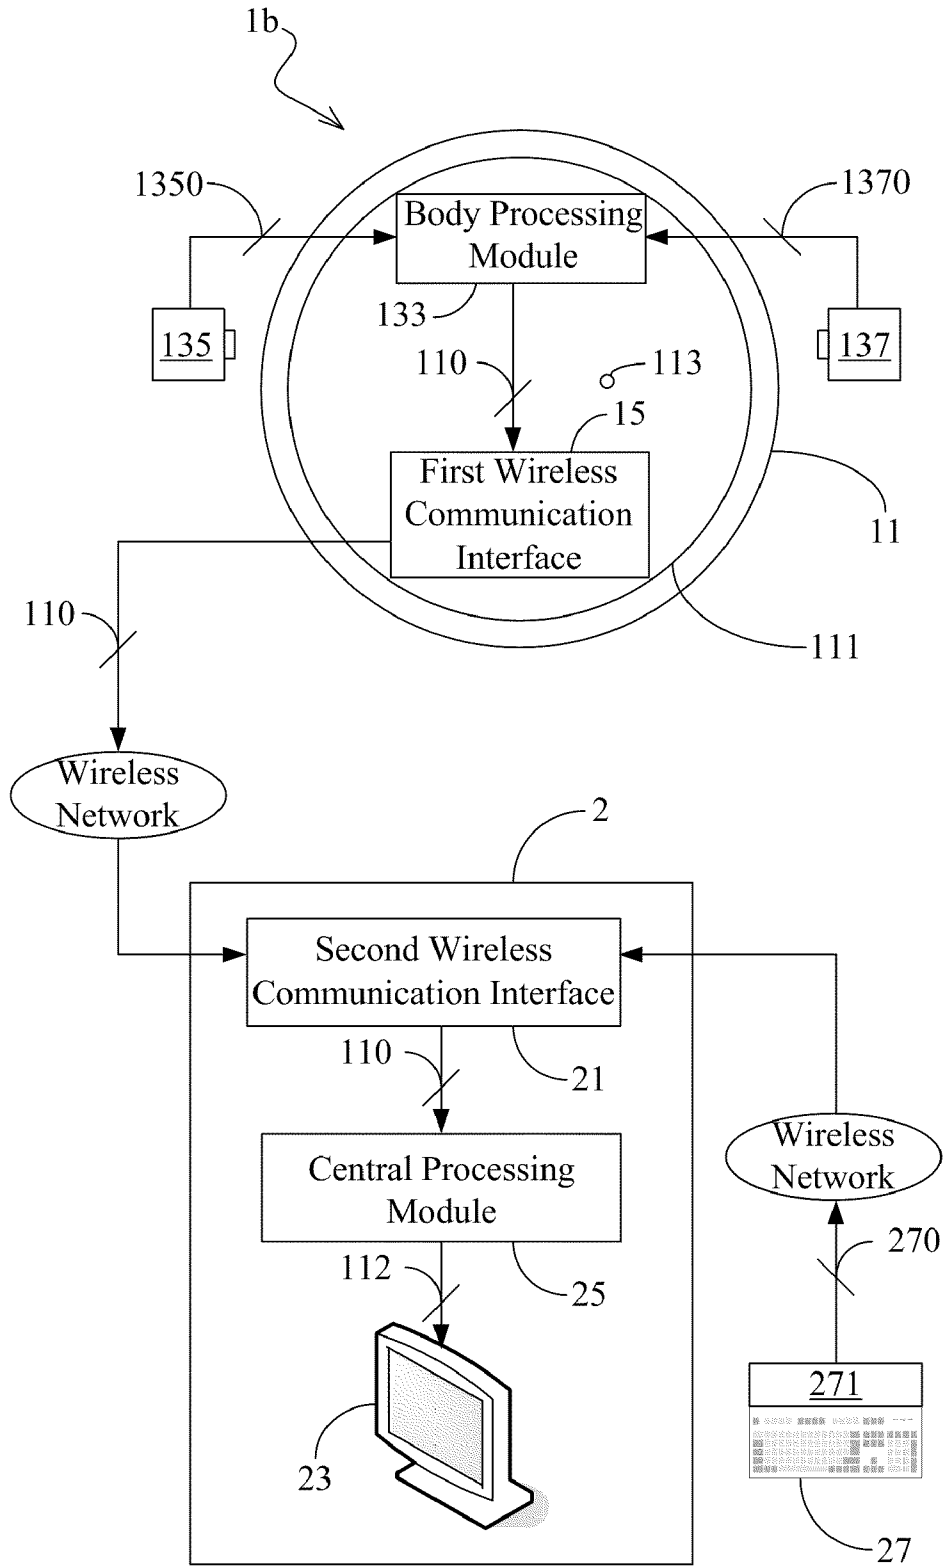 1b
1350
1370
Body Processing
Module
133
135
137
110
113
15
First Wireless
Communication
Interface
11
110
111
Wireless
Network
2
Second Wireless
Communication Interface
110
21
Wireless
Network
Central Processing
Module
270
112
25
271
23
27